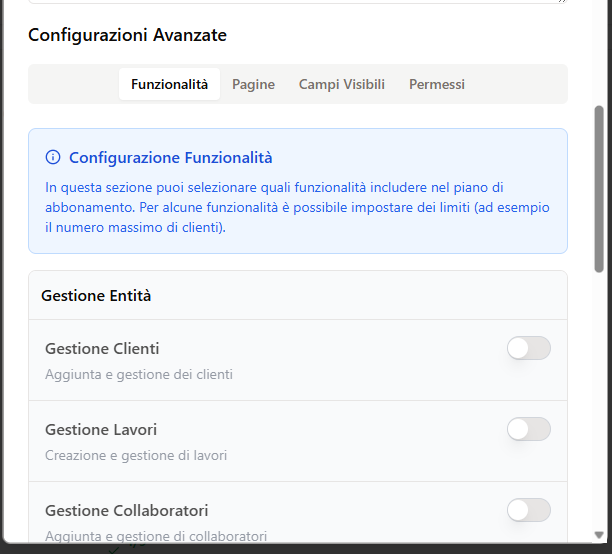 Configurazioni Avanzate
Funzionalità Pagine Campi Visibili Permessi
Configurazione Funzionalità
In questa sezione puoi selezionare quali funzionalità includere nel piano di
abbonamento. Per alcune funzionalità è possibile impostare dei limiti (ad esempio
il numero massimo di clienti).
Gestione Entità
Gestione Clienti
Aggiunta e gestione dei clienti
Gestione Lavori
Creazione e gestione di lavori
Gestione Collaboratori
Aggiunta e gestione di collaboratori